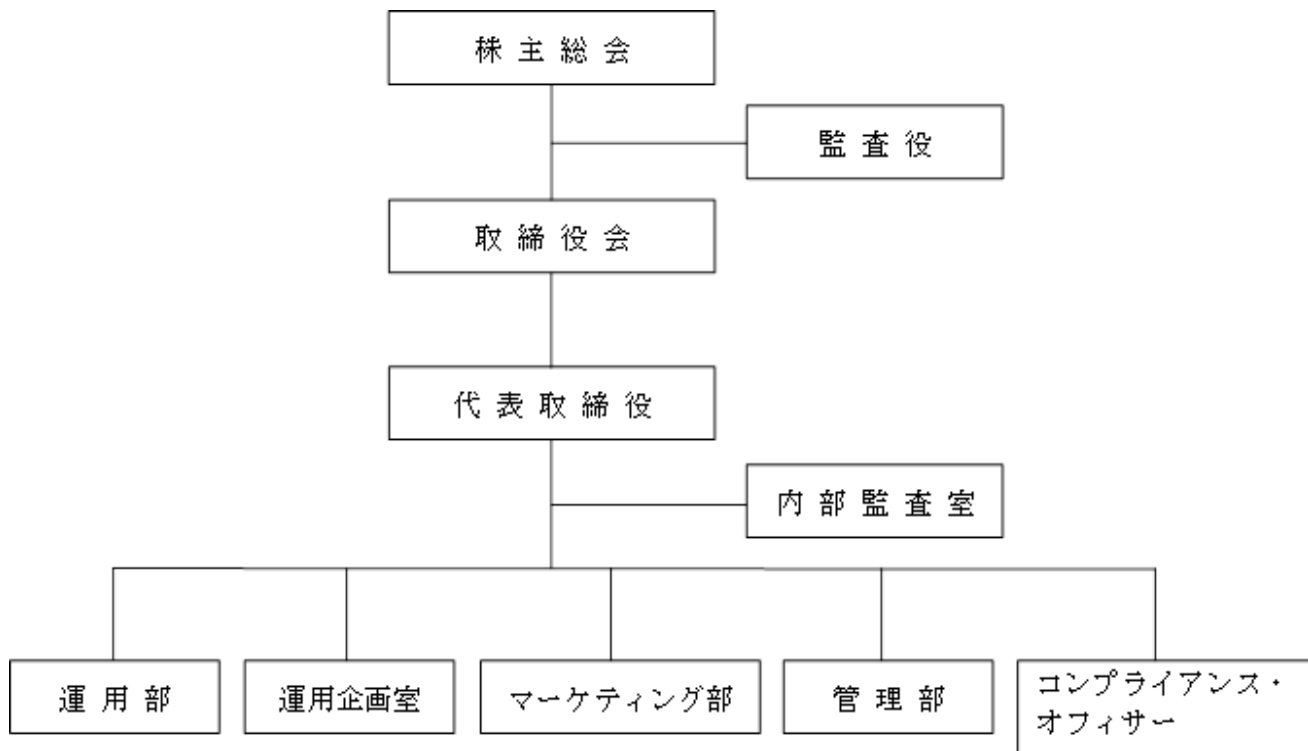 株主総会
監査役
取締役会
代表取締役
内部監査室
運用部
運用企画室
マーケティング部
管理部
コンプライアンス・
オフィサー